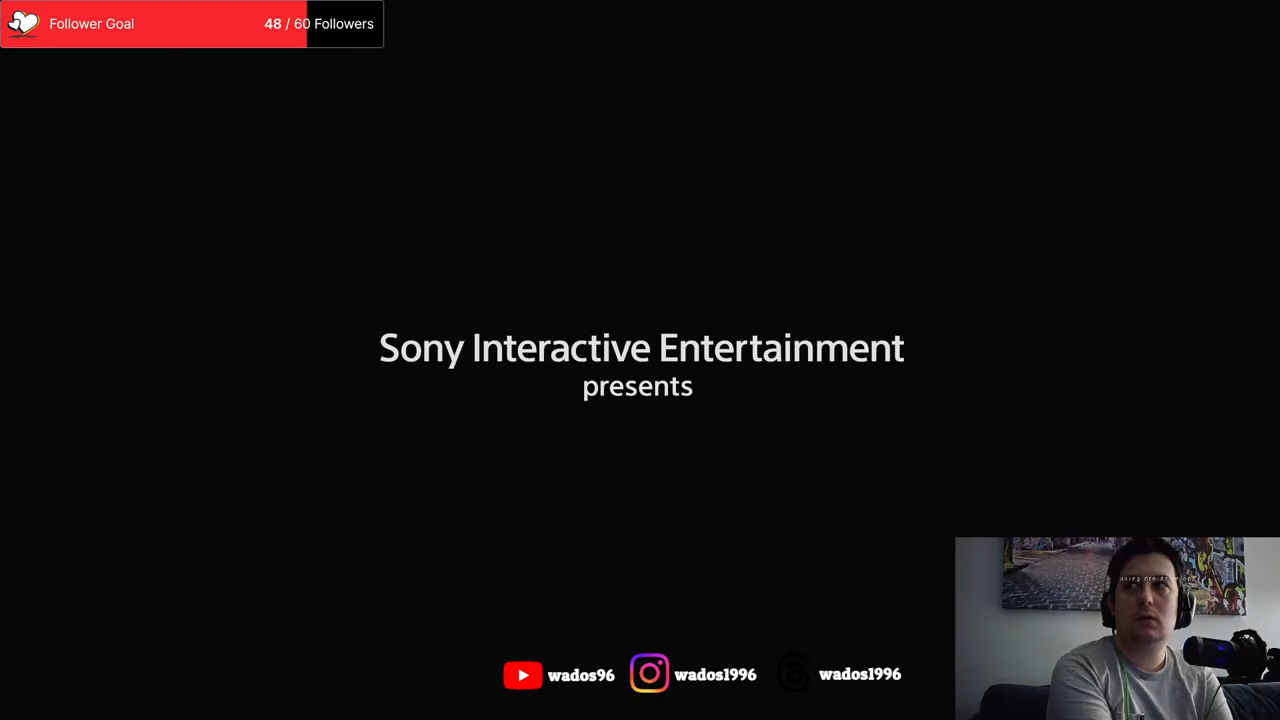 Follower Goal 48 / 60 Followers
Sony Interactive Entertainment
presents
wados96 wados1996 wados1996